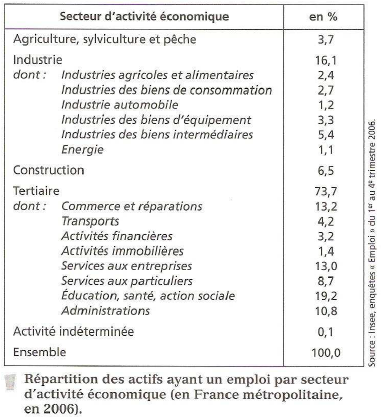 Secteur d'activité économique en %
Agriculture, sylviculture et pêche 3,7
Industrie 16,1
dont : Industries agricoles et alimentaires 2,4
Industries des biens de consommation 2,7
Industrie automobile 1,2
Industries des biens d'équipement 3,3
Industries des biens intermédiaires 5,4
Energie 1,1
Construction 6,5
Tertiaire 73,7
dont : Commerce et réparations 13,2
Transports 4,2
Activités financières 3,2
Activités immobilières 1,4
Services aux entreprises 13,0
Services aux particuliers 8,7
Éducation, santé, action sociale 19,2
Administrations 10,8
Activité indéterminée 0,1
Ensemble 100,0
Source : Insee, enquêtes « Emploi » du 1er au 4e trimestre 2006.
Répartition des actifs ayant un emploi par secteur
d'activité économique (en France métropolitaine,
en 2006).